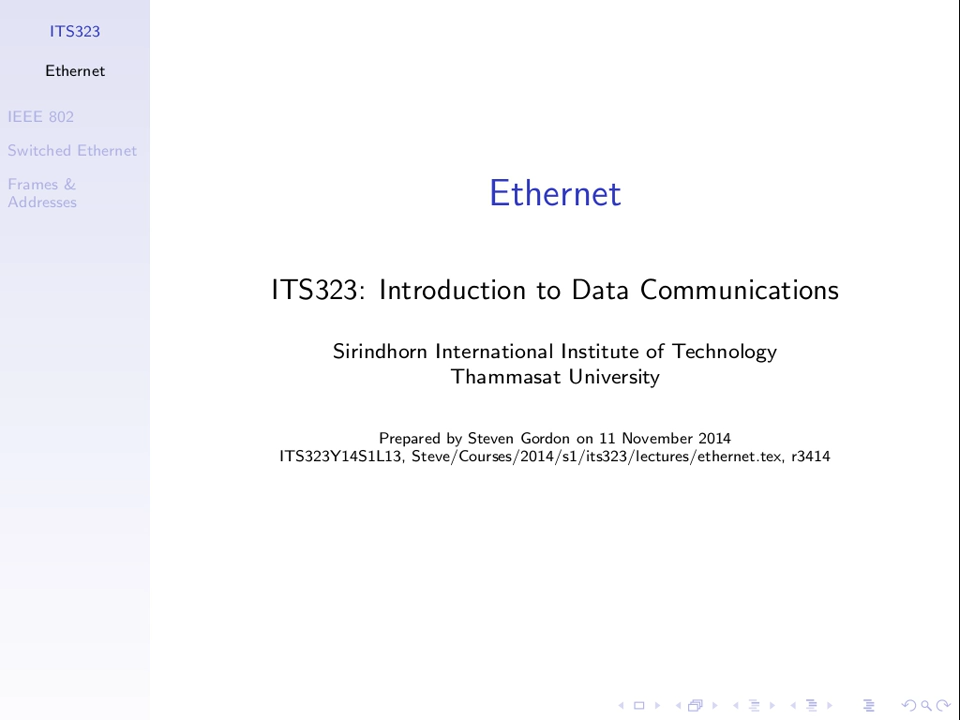 ITS323
Ethernet
IEEE 802
Switched Ethernet
Frames &
Addresses
Ethernet
ITS323: Introduction to Data Communications
Sirindhorn International Institute of Technology
Thammasat University
Prepared by Steven Gordon on 11 November 2014
ITS323Y14S1L13, Steve/Courses/2014/s1/its323/lectures/ethernet.tex, r3414